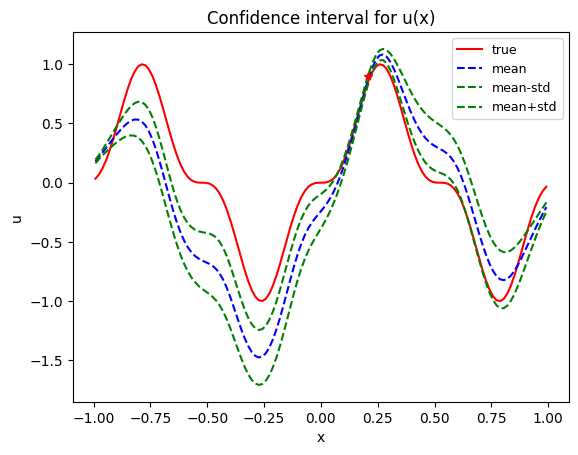 Confidence interval for u(x)
true
mean
mean-std
mean+std
1.0
0.5
0.0
−0.5
−1.0
−1.5
u
−1.00 −0.75 −0.50 −0.25 0.00 0.25 0.50 0.75 1.00
x